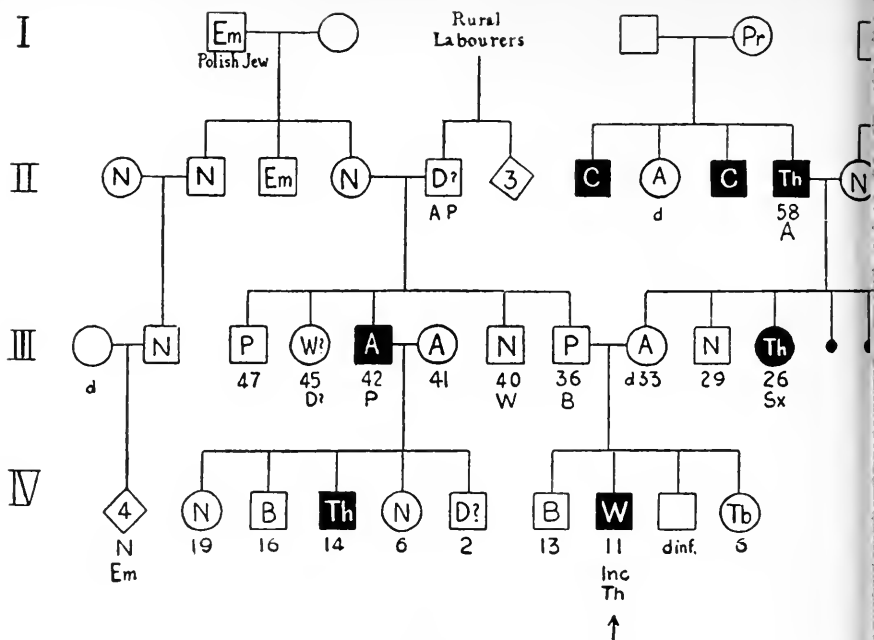 I
Em
Polish Jew
Rural
Labourers
Pr
II
N
N
Em
N
D?
3
C
A
C
Th
N
A P
d
58
A
III
N
P
W?
A
A
N
P
A
N
Th
d
47
45
42
41
40
36
d33
29
26
D?
P
W
B
Sx
IV
4
N
B
Th
N
D?
B
W
Tb
N
19
16
14
6
2
13
11
d inf.
5
Em
Inc
Th